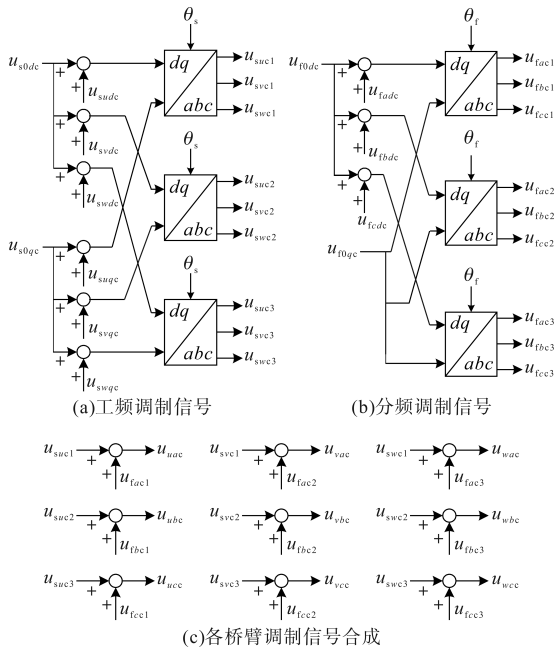 θs θf
us0dc + + usudc dq abc usuc1 usvc1 uswc1
uf0dc + + ufadc dq abc ufac1 ufbc1 ufcc1
+ + usvdc θs
+ + ufbdc θf
+ + uswdc dq abc usuc2 usvc2 uswc2
+ + ufcdc dq abc ufac2 ufbc2 ufcc2
us0qc + + usuqc θs
uf0qc θf
+ + usvqc dq abc usuc3 usvc3 uswc3
dq abc ufac3 ufbc3 ufcc3
+ + uswqc
(a)工频调制信号 (b)分频调制信号
usuc1 + + ufac1 uuac usvc1 + + ufac2 uvac uswc1 + + ufac3 uwac
usuc2 + + ufbc1 uubc usvc2 + + ufbc2 uvbc uswc2 + + ufbc3 uwbc
usuc3 + + ufcc1 uucc usvc3 + + ufcc2 uvcc uswc3 + + ufcc3 uwcc
(c)各桥臂调制信号合成